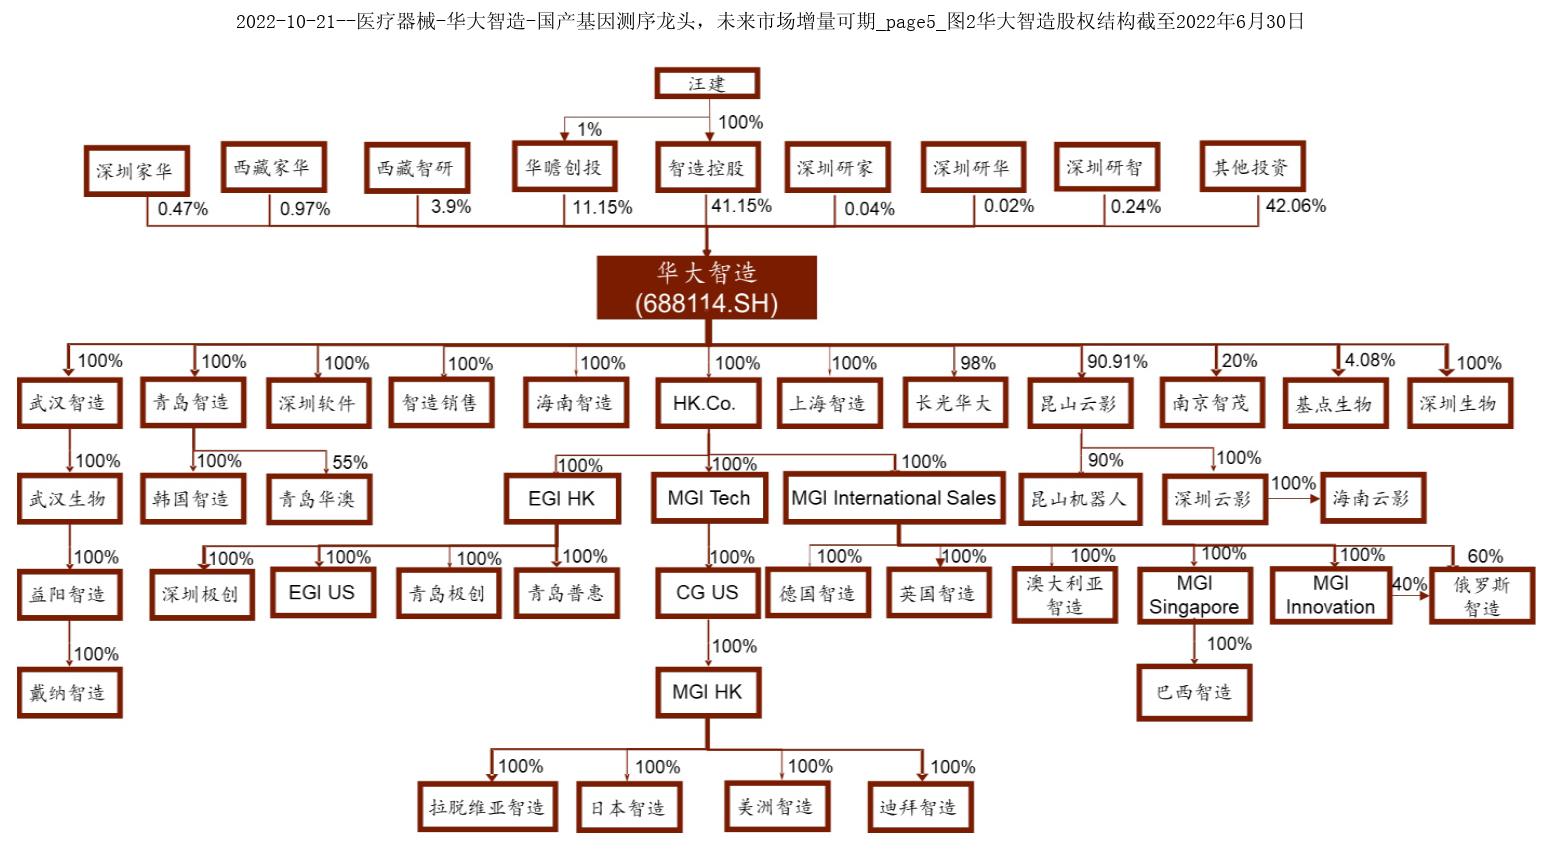 2022-10-21--医疗器械-华大智造-国产基因测序龙头，未来市场增量可期_page5_图2华大智造股权结构截至2022年6月30日
汪建
1%
100%
深圳家华
西藏家华
西藏智研
华瞻创投
智造控股
深圳研家
深圳研华
深圳研智
其他投资
0.47%
0.97%
3.9%
11.15%
41.15%
0.04%
0.02%
0.24%
42.06%
华大智造
(688114.SH)
100%
100%
100%
100%
100%
100%
100%
98%
90.91%
20%
4.08%
100%
武汉智造
青岛智造
深圳软件
智造销售
海南智造
HK.Co.
上海智造
长光华大
昆山云影
南京智茂
基点生物
深圳生物
100%
100%
55%
100%
100%
100%
90%
100%
武汉生物
韩国智造
青岛华澳
EGI HK
MGI Tech
MGI International Sales
昆山机器人
深圳云影
100%
海南云影
100%
100%
100%
100%
100%
100%
100%
100%
100%
100%
100%
60%
益阳智造
深圳极创
EGI US
青岛极创
青岛普惠
CG US
德国智造
英国智造
澳大利亚
智造
MGI
Singapore
MGI
Innovation
40%
俄罗斯
智造
100%
100%
100%
戴纳智造
MGI HK
巴西智造
100%
100%
100%
100%
拉脱维亚智造
日本智造
美洲智造
迪拜智造